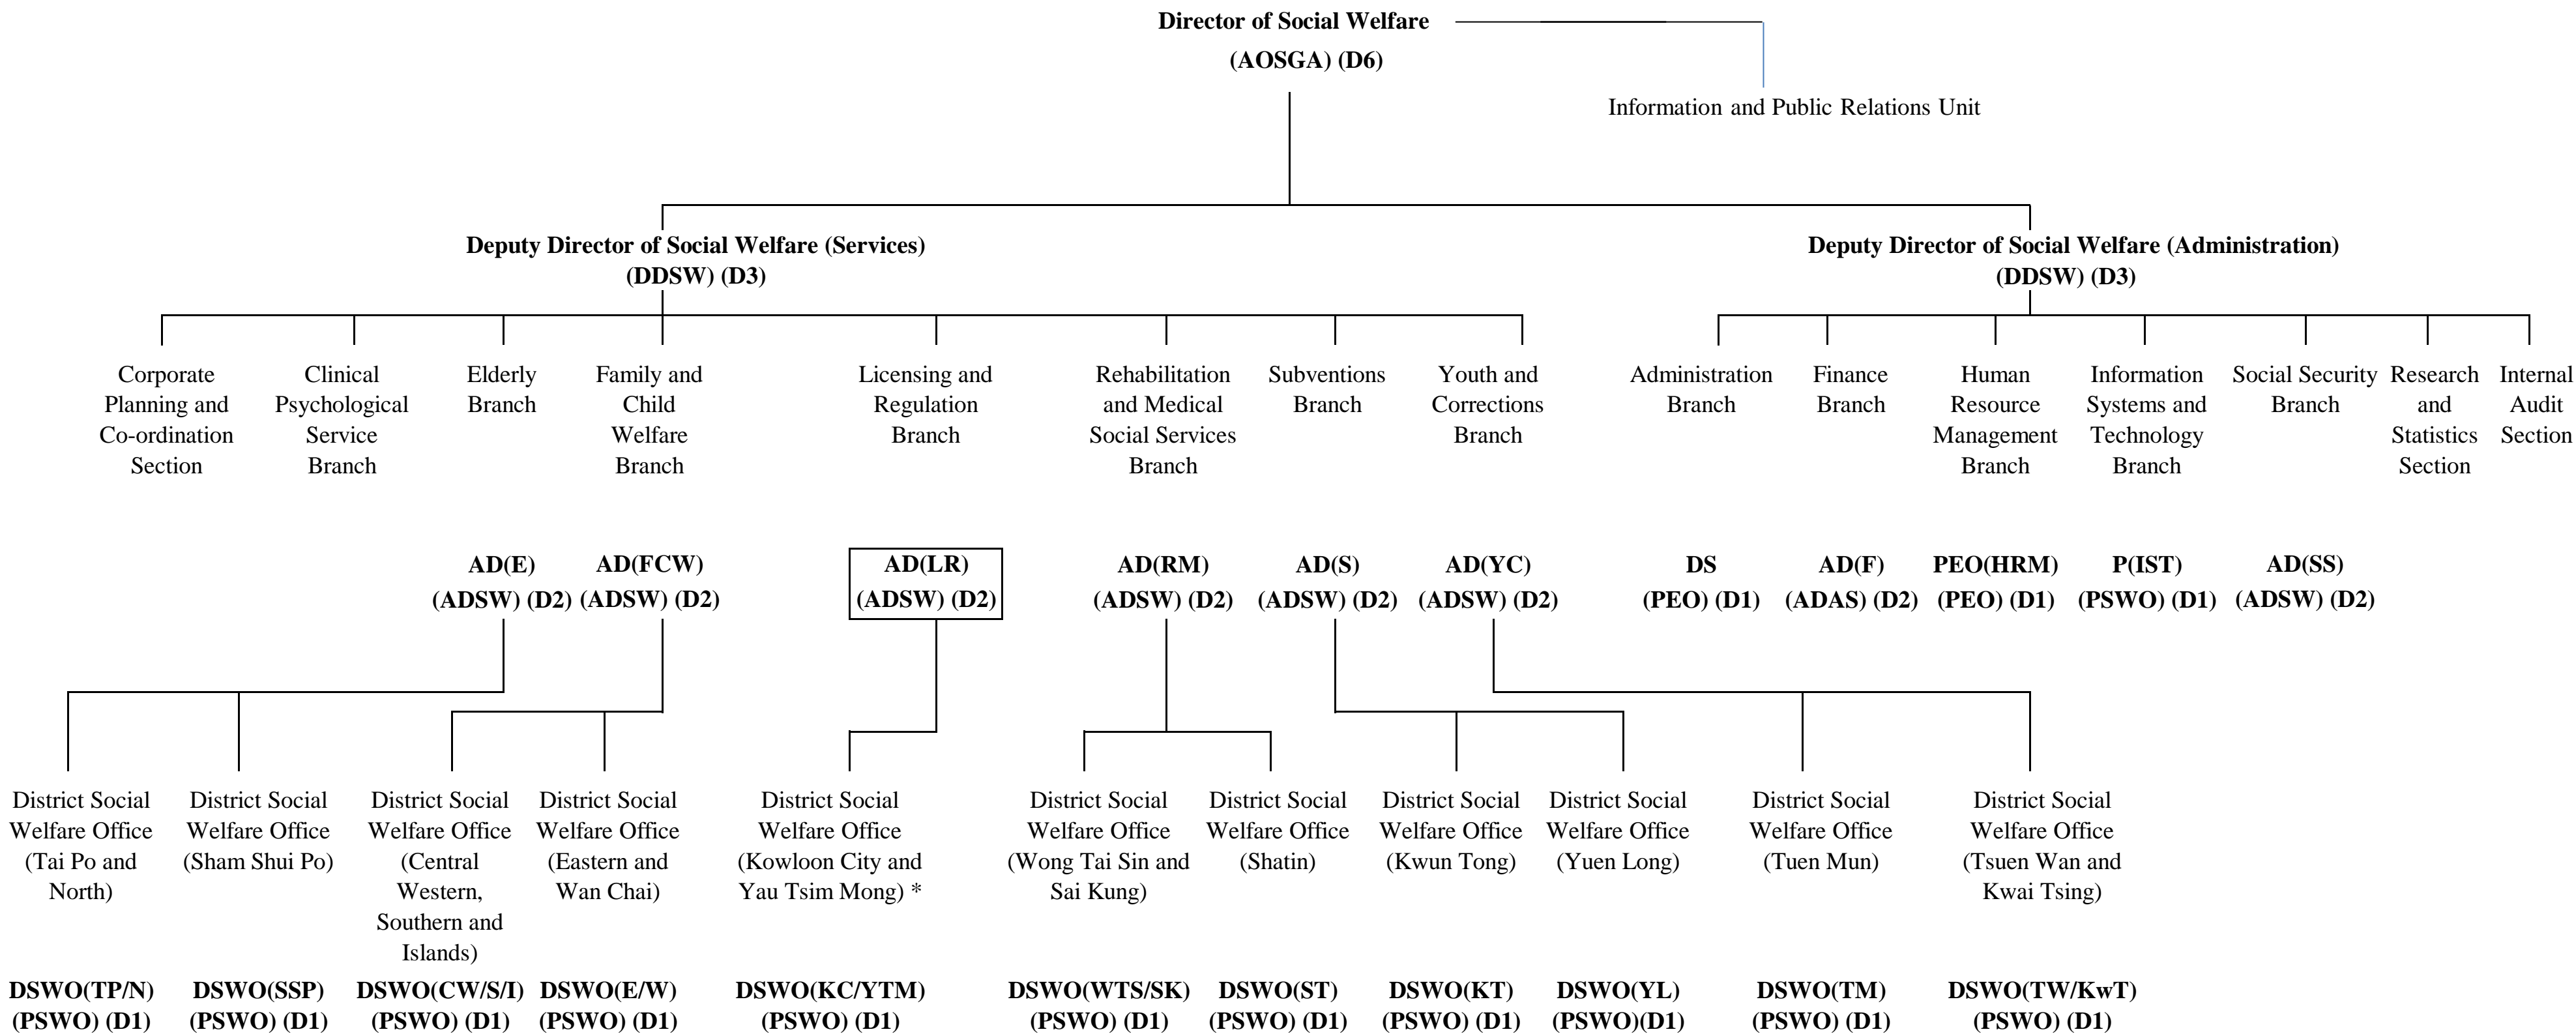 Director of Social Welfare
(AOSGA) (D6)
Information and Public Relations Unit
Deputy Director of Social Welfare (Services)
(DDSW) (D3)
Deputy Director of Social Welfare (Administration)
(DDSW) (D3)
Corporate
Planning and
Co-ordination
Section
Clinical
Psychological
Service
Branch
Elderly
Branch
Family and
Child
Welfare
Branch
Licensing and
Regulation
Branch
Rehabilitation
and Medical
Social Services
Branch
Subventions
Branch
Youth and
Corrections
Branch
Administration
Branch
Finance
Branch
Human
Resource
Management
Branch
Information
Systems and
Technology
Branch
Social Security
Branch
Research
and
Statistics
Section
Internal
Audit
Section
AD(E)
(ADSW) (D2)
AD(FCW)
(ADSW) (D2)
AD(LR)
(ADSW) (D2)
AD(RM)
(ADSW) (D2)
AD(S)
(ADSW) (D2)
AD(YC)
(ADSW) (D2)
DS
(PEO) (D1)
AD(F)
(ADAS) (D2)
PEO(HRM)
(PEO) (D1)
P(IST)
(PSWO) (D1)
AD(SS)
(ADSW) (D2)
District Social
Welfare Office
(Tai Po and
North)
District Social
Welfare Office
(Sham Shui Po)
District Social
Welfare Office
(Central
Western,
Southern and
Islands)
District Social
Welfare Office
(Eastern and
Wan Chai)
District Social
Welfare Office
(Kowloon City and
Yau Tsim Mong) *
District Social
Welfare Office
(Wong Tai Sin and
Sai Kung)
District Social
Welfare Office
(Shatin)
District Social
Welfare Office
(Kwun Tong)
District Social
Welfare Office
(Yuen Long)
District Social
Welfare Office
(Tuen Mun)
District Social
Welfare Office
(Tsuen Wan and
Kwai Tsing)
DSWO(TP/N)
(PSWO) (D1)
DSWO(SSP)
(PSWO) (D1)
DSWO(CW/S/I)
(PSWO) (D1)
DSWO(E/W)
(PSWO) (D1)
DSWO(KC/YTM)
(PSWO) (D1)
DSWO(WTS/SK)
(PSWO) (D1)
DSWO(ST)
(PSWO) (D1)
DSWO(KT)
(PSWO) (D1)
DSWO(YL)
(PSWO)(D1)
DSWO(TM)
(PSWO) (D1)
DSWO(TW/KwT)
(PSWO) (D1)